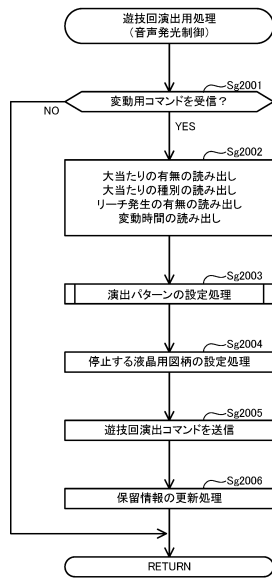 遊技回演出用処理
（音声発光制御）
Sg2001
変動用コマンドを受信？
NO
YES
Sg2002
大当たりの有無の読み出し
大当たりの種別の読み出し
リーチ発生の有無の読み出し
変動時間の読み出し
Sg2003
演出パターンの設定処理
Sg2004
停止する液晶用図柄の設定処理
Sg2005
遊技回演出コマンドを送信
Sg2006
保留情報の更新処理
RETURN